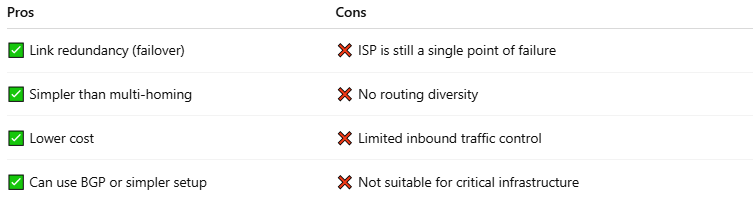 Pros Cons
✅ Link redundancy (failover) ❌ ISP is still a single point of failure
✅ Simpler than multi-homing ❌ No routing diversity
✅ Lower cost ❌ Limited inbound traffic control
✅ Can use BGP or simpler setup ❌ Not suitable for critical infrastructure